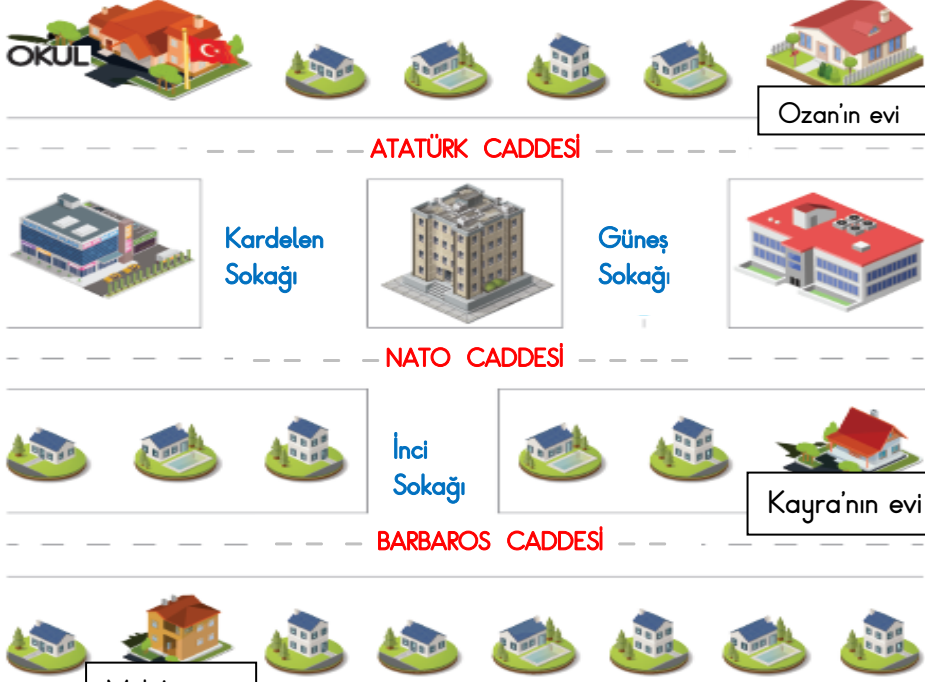 OKUL
Ozan'ın evi
ATATÜRK CADDESİ
Kardelen
Sokağı
Güneş
Sokağı
NATO CADDESİ
İnci
Sokağı
Kayra'nın evi
BARBAROS CADDESİ